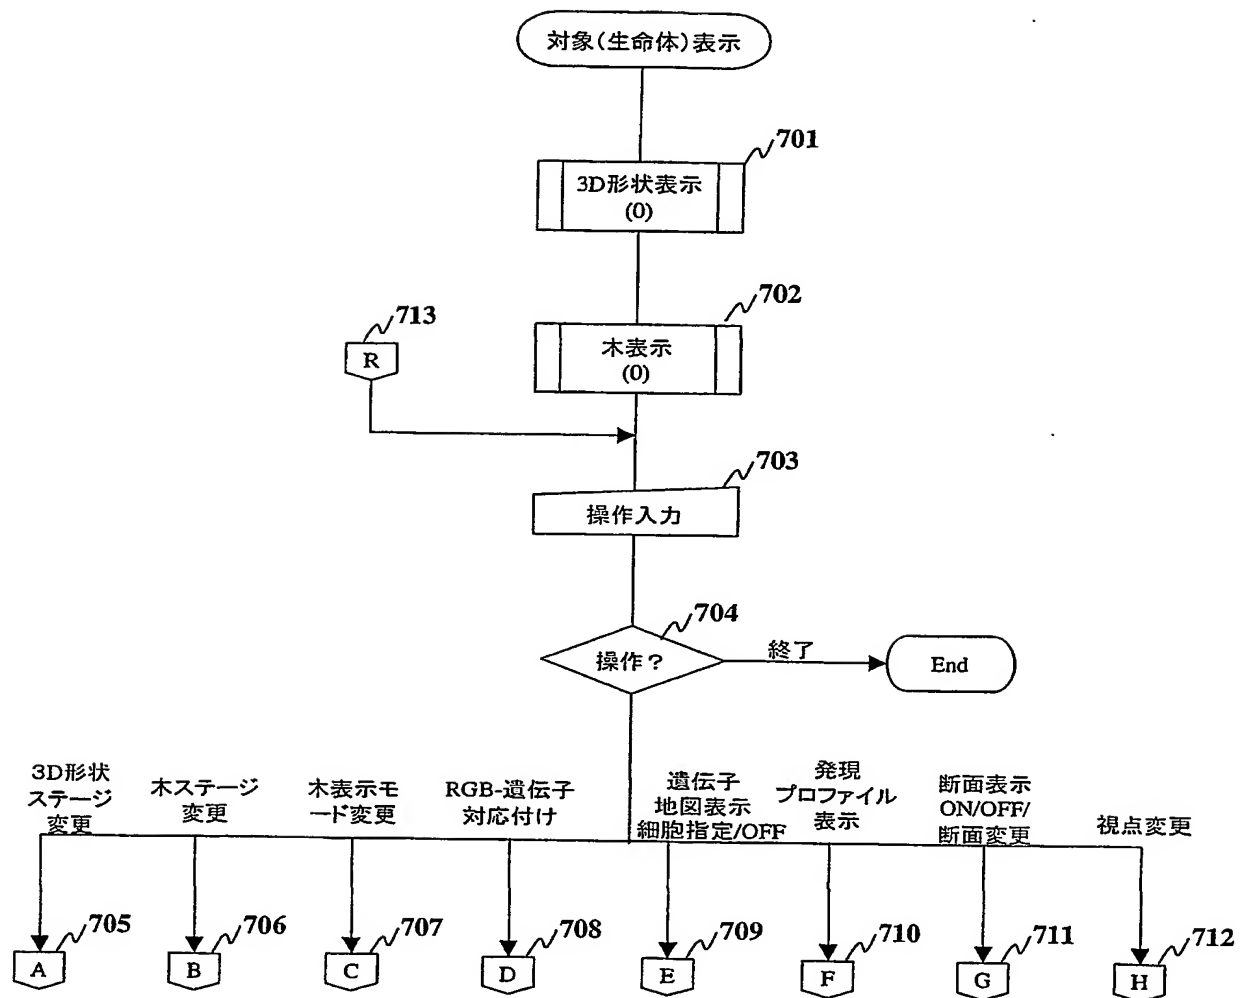 対象(生命体)表示
701
3D形状表示
(0)
702
713
木表示
(0)
R
703
操作入力
704
操作?
終了
End
3D形状
ステージ
変更
木ステージ
変更
木表示モ
ード変更
RGB-遺伝子
対応付け
遺伝子
地図表示
細胞指定/OFF
発現
プロファイル
表示
断面表示
ON/OFF/
断面変更
視点変更
705
706
707
708
709
710
711
712
A
B
C
D
E
F
G
H